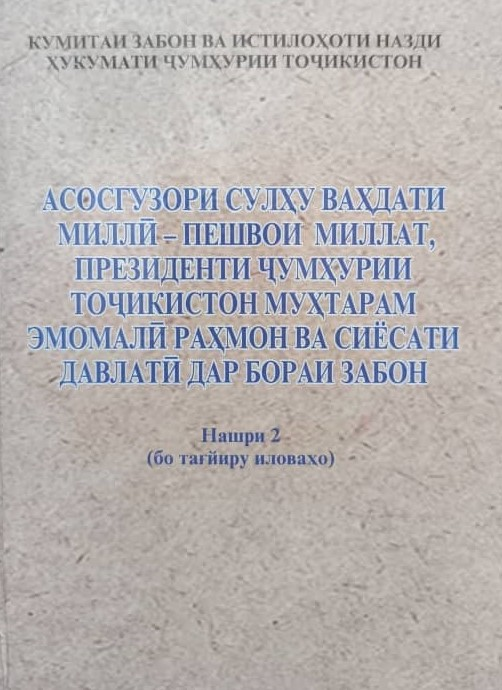 КУМИТАИ ЗАБОН ВА ИСТИЛОҲОТИ НАЗДИ
ҲУКУМАТИ ҶУМҲУРИИ ТОҶИКИСТОН
АСОСГУЗОРИ СУЛҲУ ВАҲДАТИ
МИЛЛӢ – ПЕШВОИ МИЛЛАТ,
ПРЕЗИДЕНТИ ҶУМҲУРИИ
ТОҶИКИСТОН МУҲТАРАМ
ЭМОМАЛӢ РАҲМОН ВА СИЁСАТИ
ДАВЛАТӢ ДАР БОРАИ ЗАБОН
Нашри 2
(бо тағйиру иловаҳо)